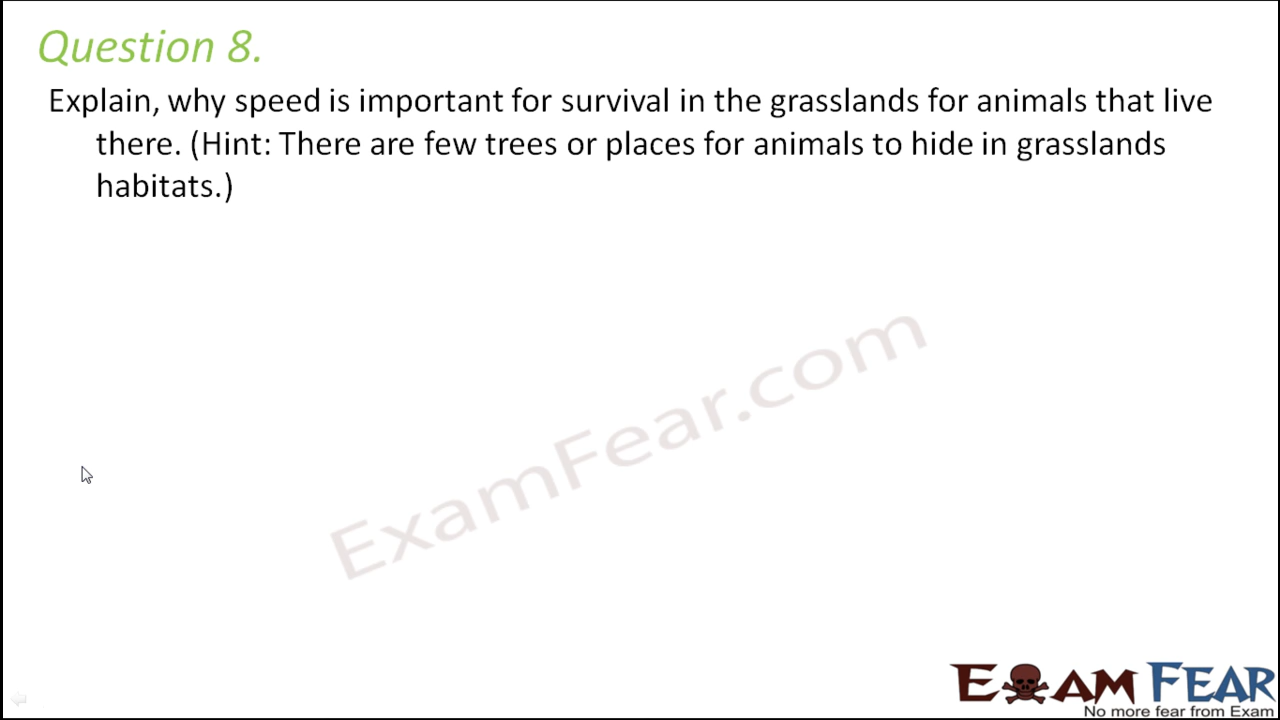 Question 8.
Explain, why speed is important for survival in the grasslands for animals that live
there. (Hint: There are few trees or places for animals to hide in grasslands
habitats.)
ExamFear.com
EXAM FEAR
No more fear from Exam